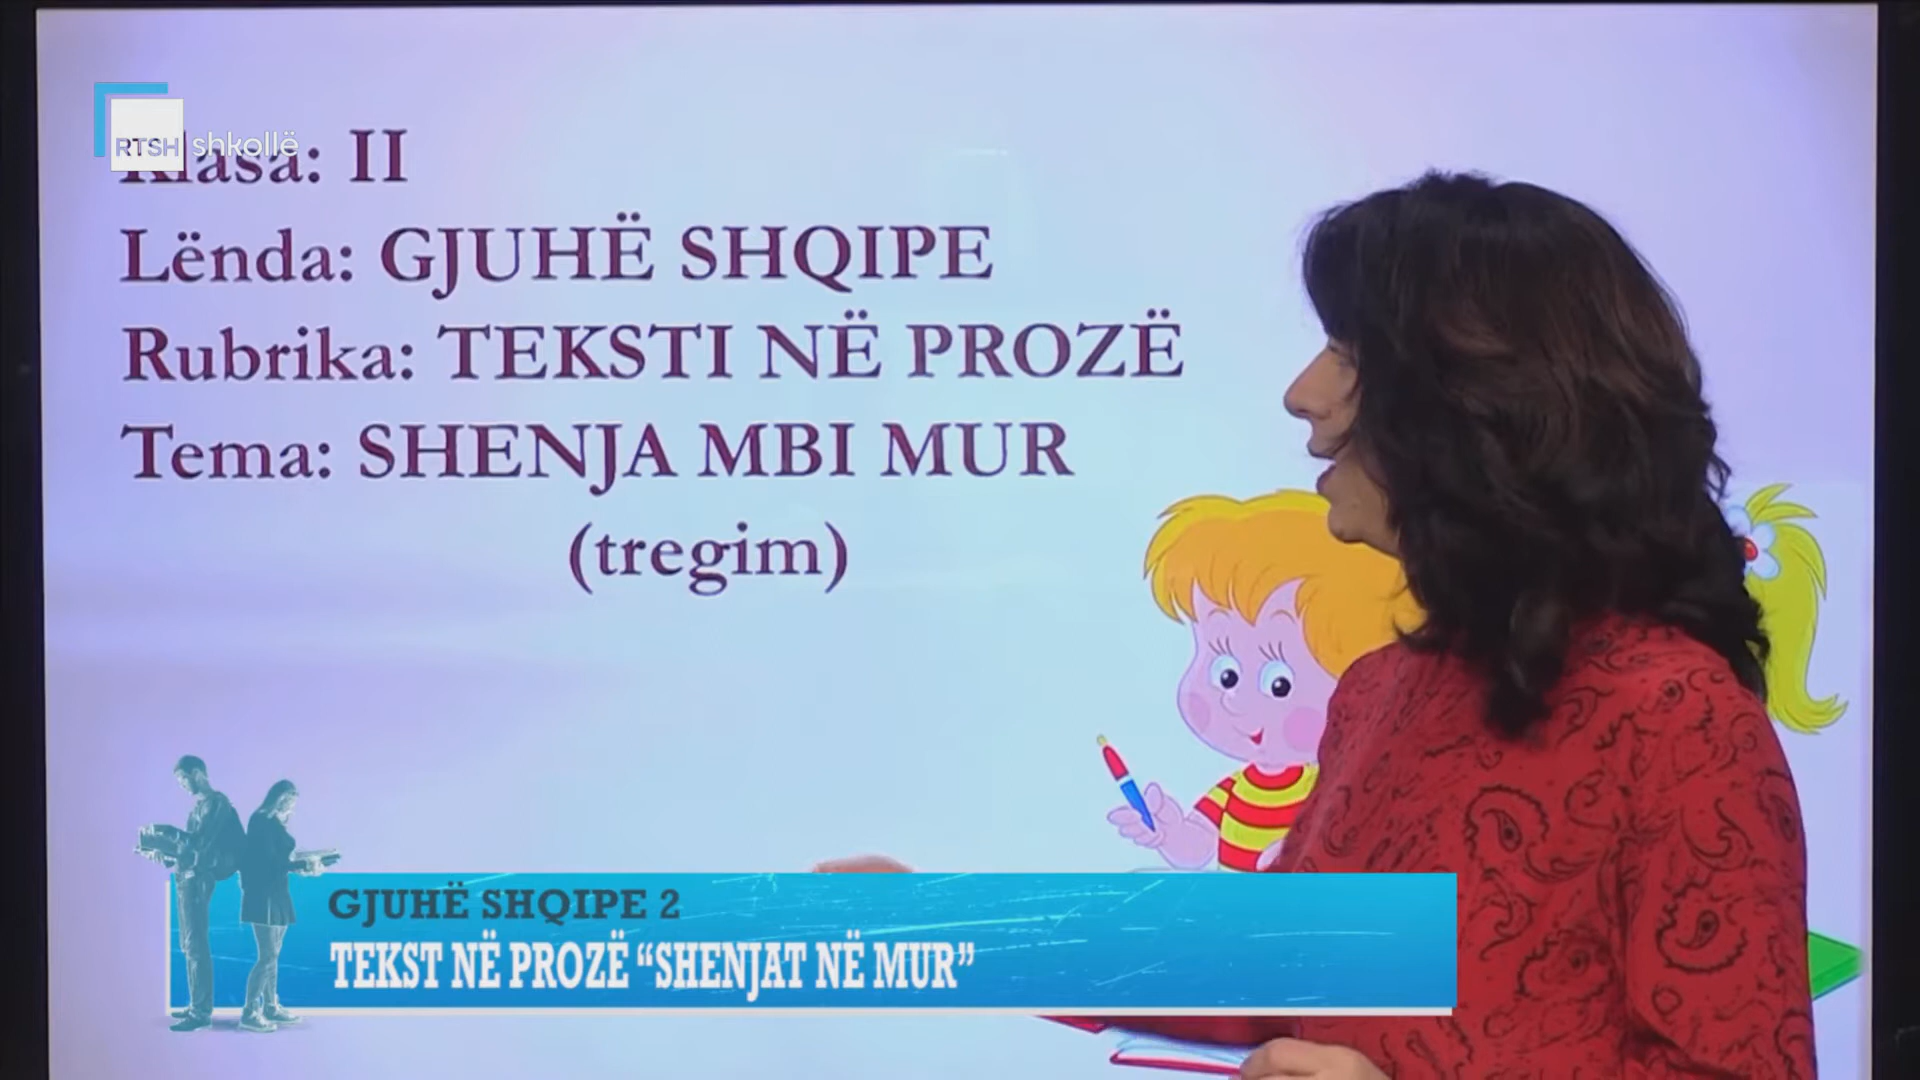 RTSH shkollë
Klasa: II
Lënda: GJUHË SHQIPE
Rubrika: TEKSTI NË PROZË
Tema: SHENJA MBI MUR
(tregim)
GJUHË SHQIPE 2
TEKST NË PROZË “SHENJAT NË MUR”